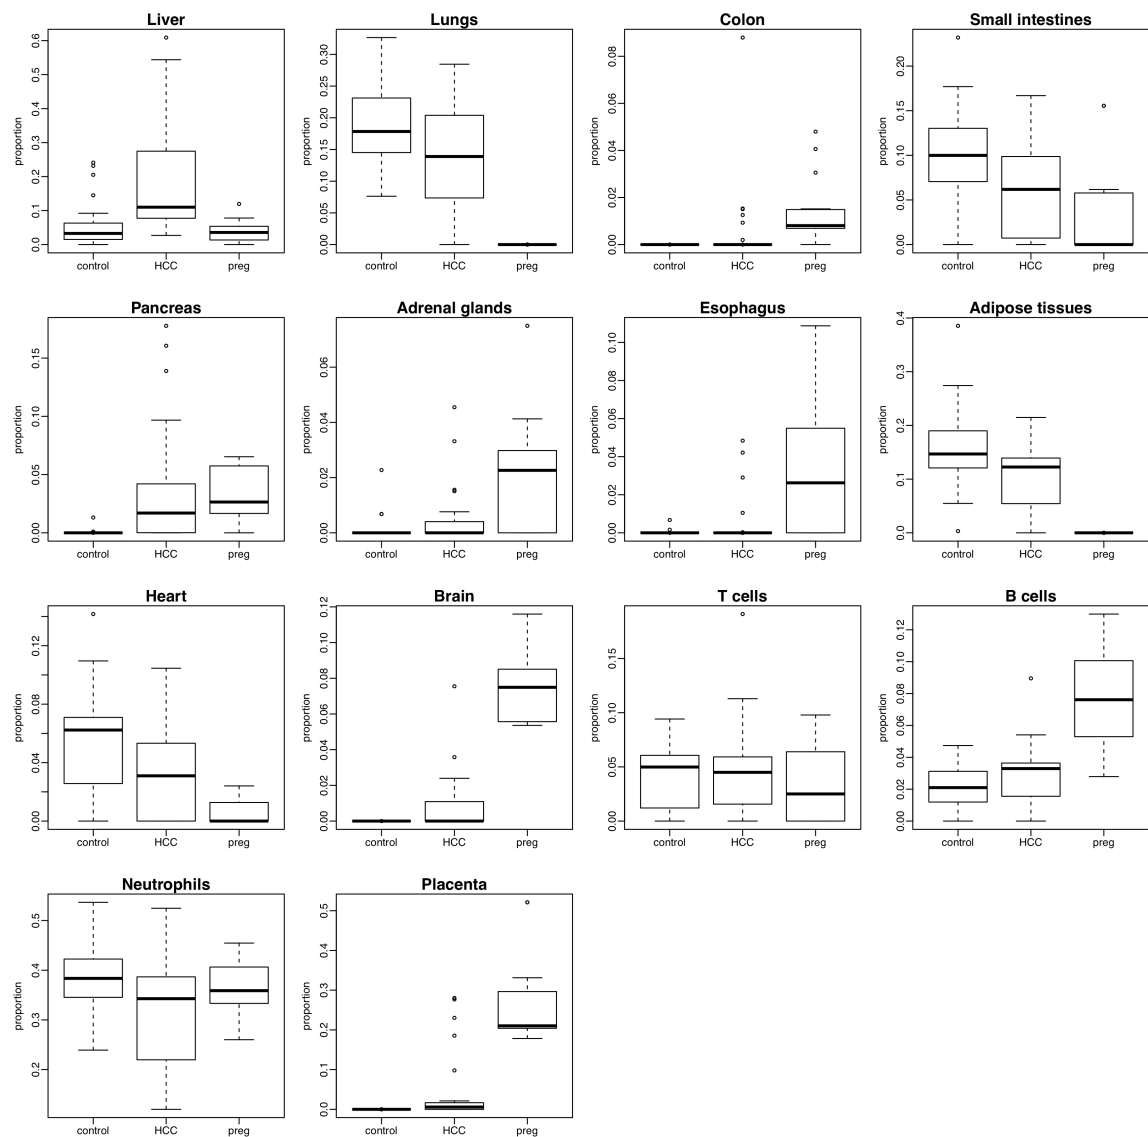 Liver
proportion
0.0 0.1 0.2 0.3 0.4 0.5 0.6
control HCC preg
Lungs
proportion
0.00 0.05 0.10 0.15 0.20 0.25 0.30
control HCC preg
Colon
proportion
0.00 0.02 0.04 0.06 0.08
control HCC preg
Small intestines
proportion
0.00 0.05 0.10 0.15 0.20
control HCC preg
Pancreas
proportion
0.00 0.05 0.10 0.15
control HCC preg
Adrenal glands
proportion
0.00 0.02 0.04 0.06
control HCC preg
Esophagus
proportion
0.00 0.02 0.04 0.06 0.08 0.10
control HCC preg
Adipose tissues
proportion
0.0 0.1 0.2 0.3 0.4
control HCC preg
Heart
proportion
0.00 0.04 0.08 0.12
control HCC preg
Brain
proportion
0.00 0.02 0.04 0.06 0.08 0.10 0.12
control HCC preg
T cells
proportion
0.00 0.05 0.10 0.15
control HCC preg
B cells
proportion
0.00 0.02 0.04 0.06 0.08 0.10 0.12
control HCC preg
Neutrophils
proportion
0.2 0.3 0.4 0.5
control HCC preg
Placenta
proportion
0.0 0.1 0.2 0.3 0.4 0.5
control HCC preg